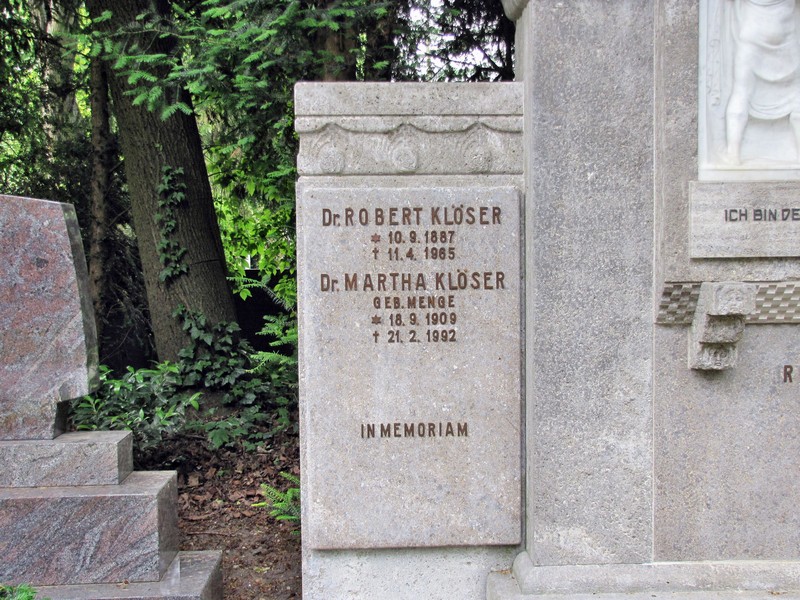 Dr. ROBERT KLÖSER
* 10. 9. 1887
† 11. 4. 1965
Dr. MARTHA KLÖSER
GEB. MENGE
* 18. 9. 1909
† 21. 2. 1992
IN MEMORIAM
ICH BIN